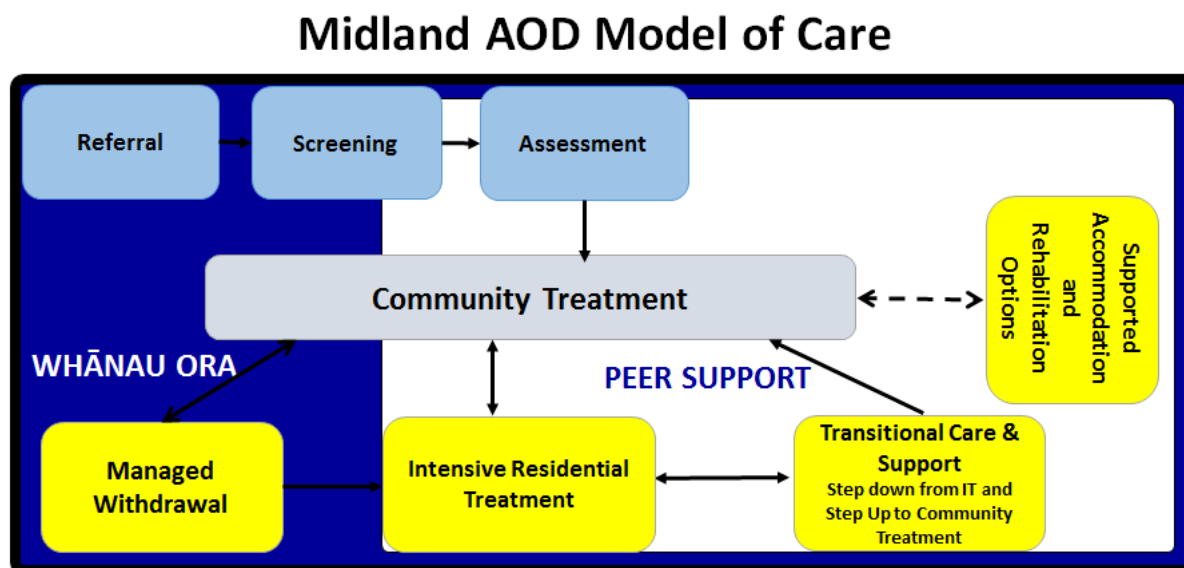 Midland AOD Model of Care
Referral
Screening
Assessment
Supported
Accommodation
and
Rehabilitation
Options
Community Treatment
WHĀNAU ORA
PEER SUPPORT
Managed
Withdrawal
Intensive Residential
Treatment
Transitional Care &
Support
Step down from IT and
Step Up to Community
Treatment